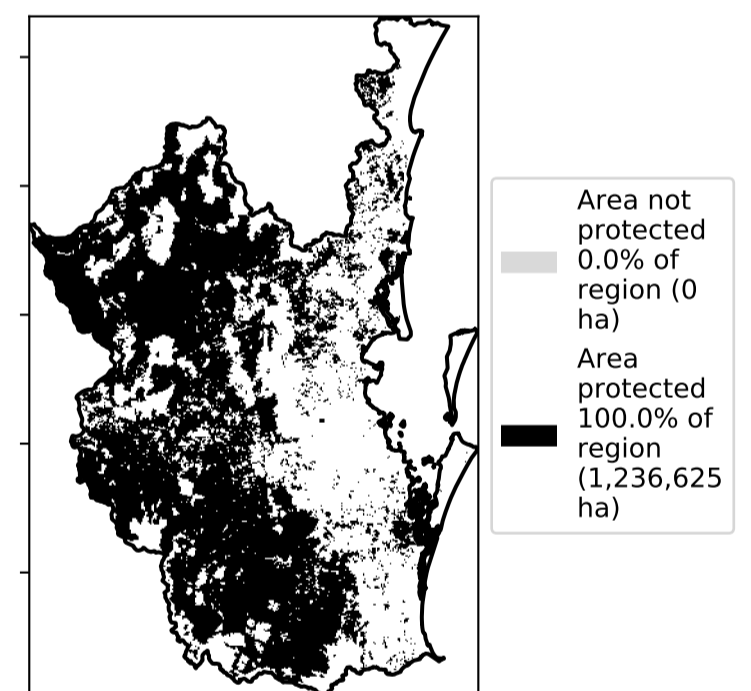 Area not
protected
0.0% of
region (0
ha)
Area
protected
100.0% of
region
(1,236,625
ha)